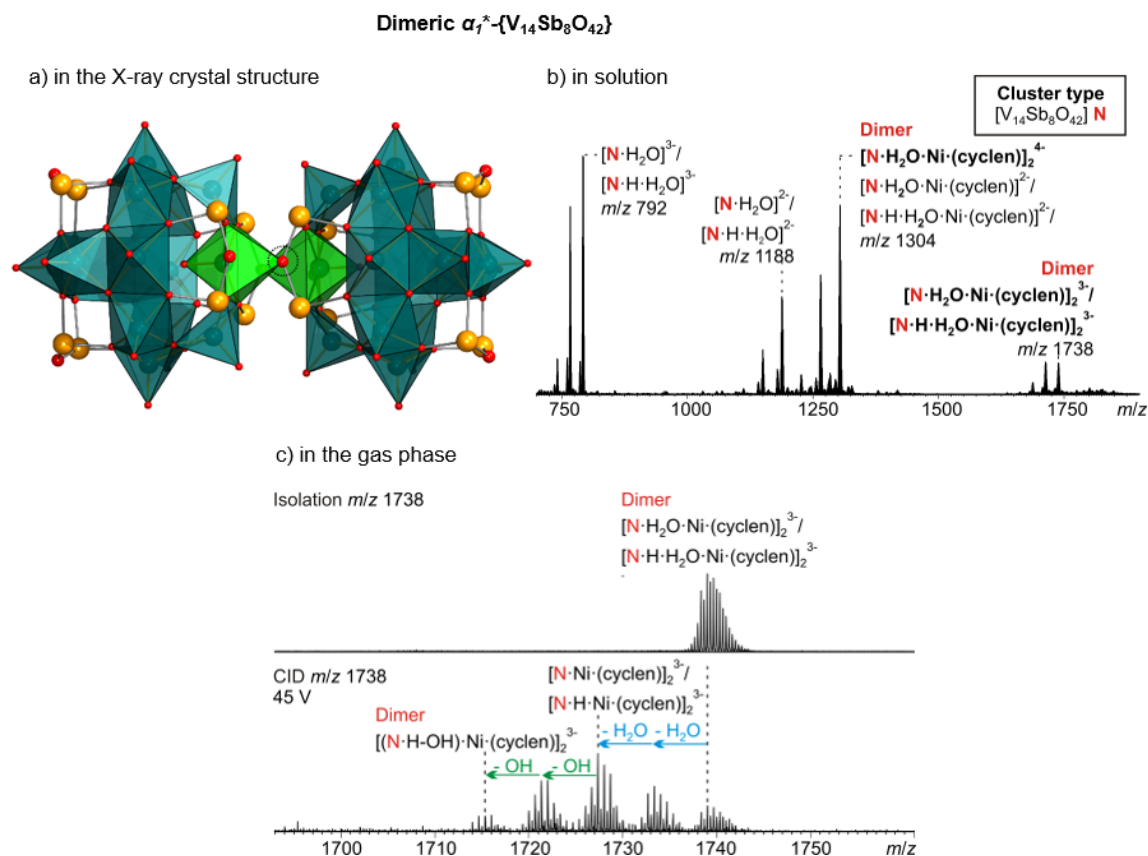 Dimeric α₁*-{V₁₄Sb₈O₄₂}
a) in the X-ray crystal structure
b) in solution
Cluster type
[V₁₄Sb₈O₄₂] N
[N·H₂O]³⁻/
[N·H·H₂O]³⁻
m/z 792
[N·H₂O]²⁻/
[N·H·H₂O]²⁻
m/z 1188
Dimer
[N·H₂O·Ni·(cyclen)]₂⁴⁻
[N·H₂O·Ni·(cyclen)]²⁻/
[N·H·H₂O·Ni·(cyclen)]²⁻/
m/z 1304
Dimer
[N·H₂O·Ni·(cyclen)]₂³⁻/
[N·H·H₂O·Ni·(cyclen)]₂³⁻
m/z 1738
750 1000 1250 1500 1750 m/z
c) in the gas phase
Isolation m/z 1738
Dimer
[N·H₂O·Ni·(cyclen)]₂³⁻/
[N·H·H₂O·Ni·(cyclen)]₂³⁻
CID m/z 1738
45 V
[N·Ni·(cyclen)]₂³⁻/
[N·H·Ni·(cyclen)]₂³⁻
Dimer
[(N·H-OH)·Ni·(cyclen)]₂³⁻
- H₂O - H₂O
- OH - OH
1700 1710 1720 1730 1740 1750 m/z